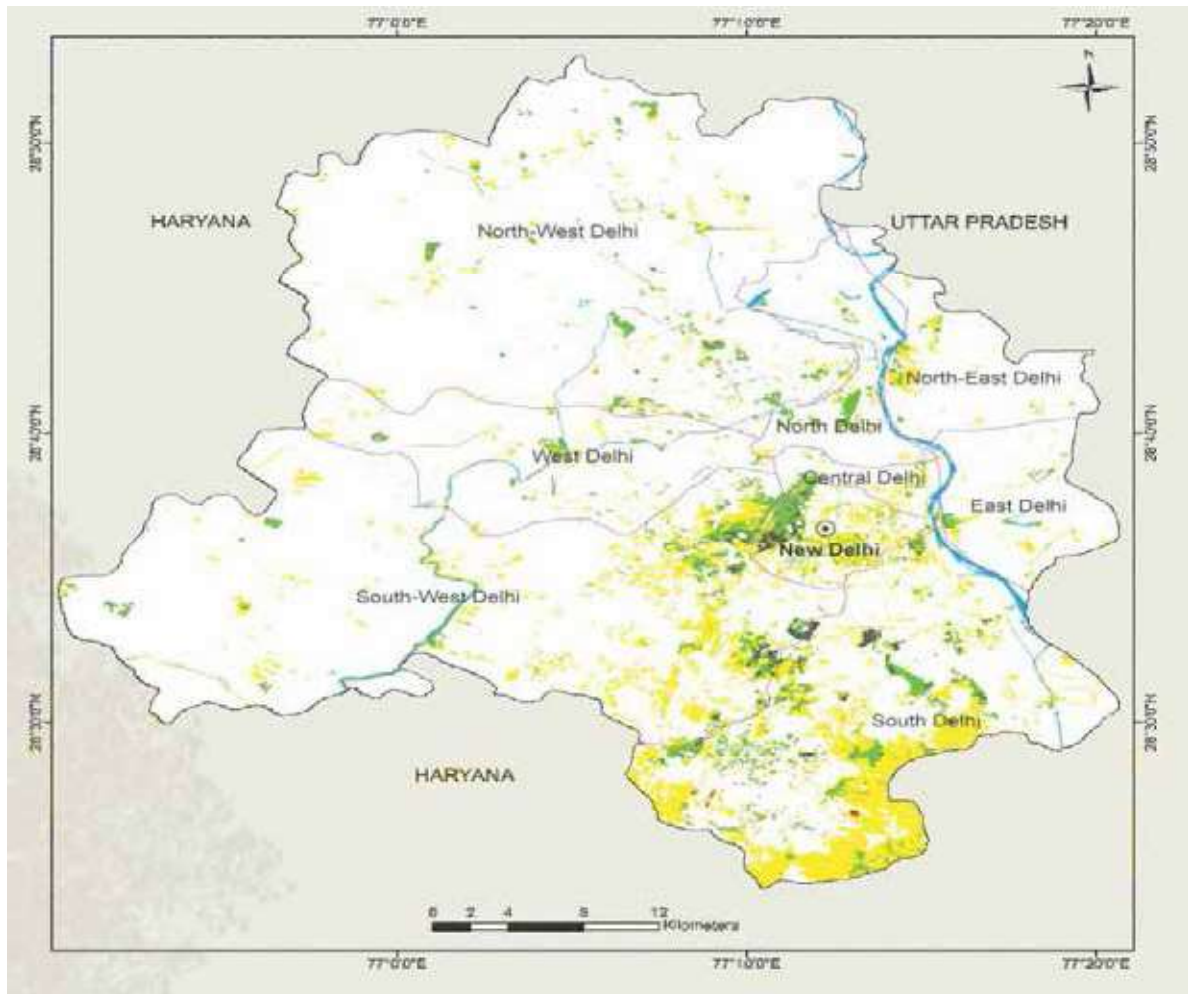 77°0'0"E 77°10'0"E 77°20'0"E
N
28°50'0"N 28°50'0"N
HARYANA UTTAR PRADESH
North-West Delhi
North-East Delhi
North Delhi
28°40'0"N 28°40'0"N
West Delhi
Central Delhi
East Delhi
New Delhi
South-West Delhi
South Delhi
28°30'0"N 28°30'0"N
HARYANA
0 2 4 8 12
Kilometers
77°0'0"E 77°10'0"E 77°20'0"E